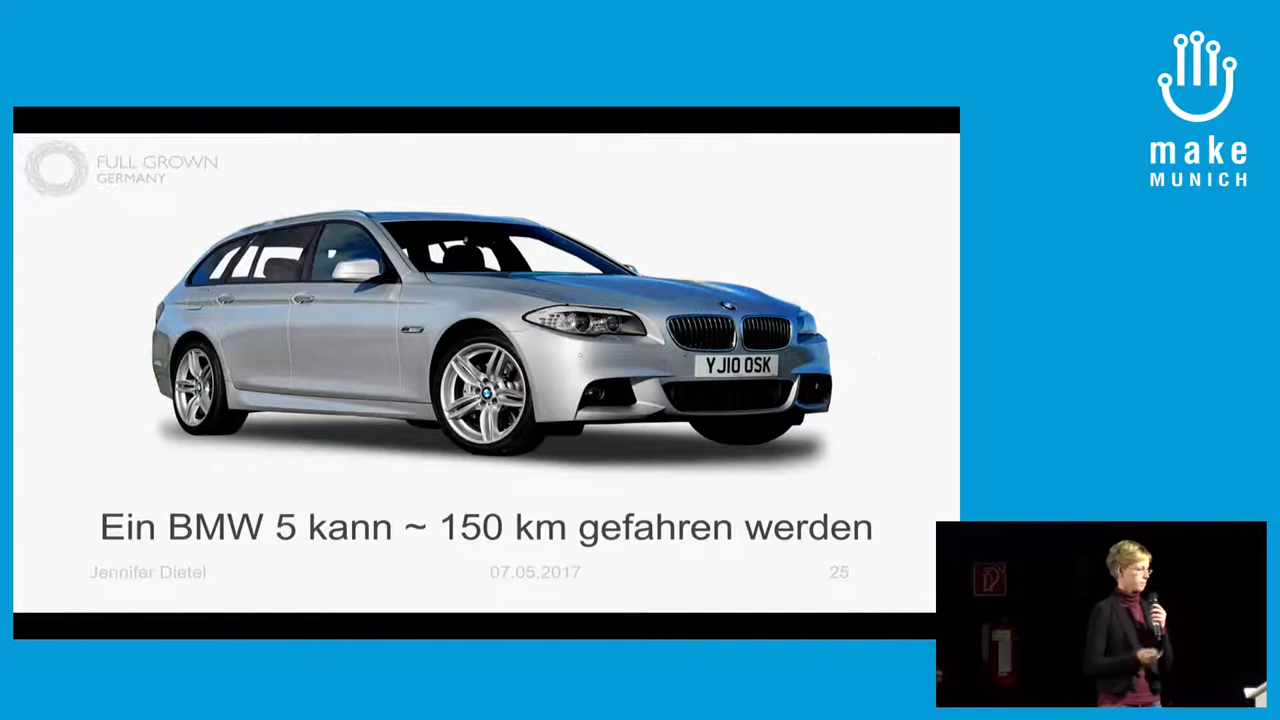 make
MUNICH
FULL GROWN
GERMANY
YJ10 OSK
Ein BMW 5 kann ~ 150 km gefahren werden
Jennifer Dietel
07.05.2017
25